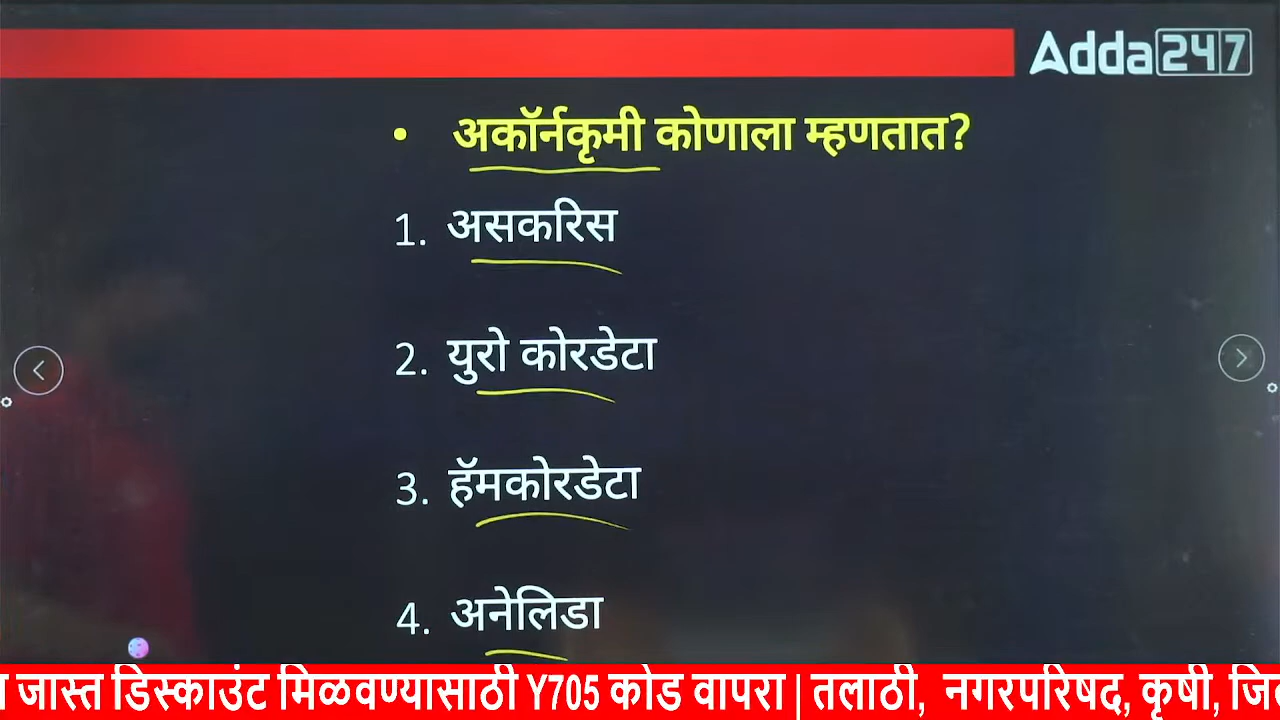 Adda247
• अकॉर्नकृमी कोणाला म्हणतात?
1. असकरिस
2. युरो कोरडेटा
3. हॅमकोरडेटा
4. अनेलिडा
जास्त डिस्काउंट मिळवण्यासाठी Y705 कोड वापरा | तलाठी, नगरपरिषद, कृषी,